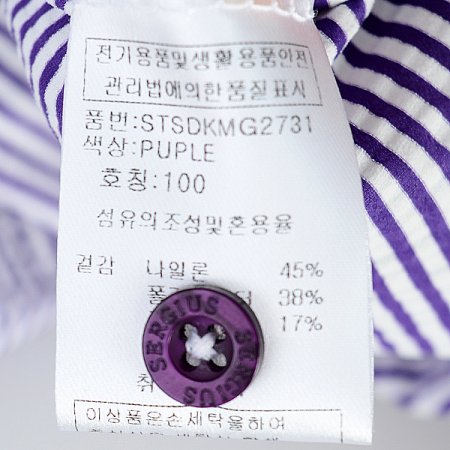 전기용품및생활용품안전
관리법에의한품질표시
품번:STSDKMG2731
색상:PUPLE
호칭:100
섬유의조성및혼용율
겉감 나일론 45%
38%
17%
SERGIUS SERGIUS
이상품은손세탁을하여